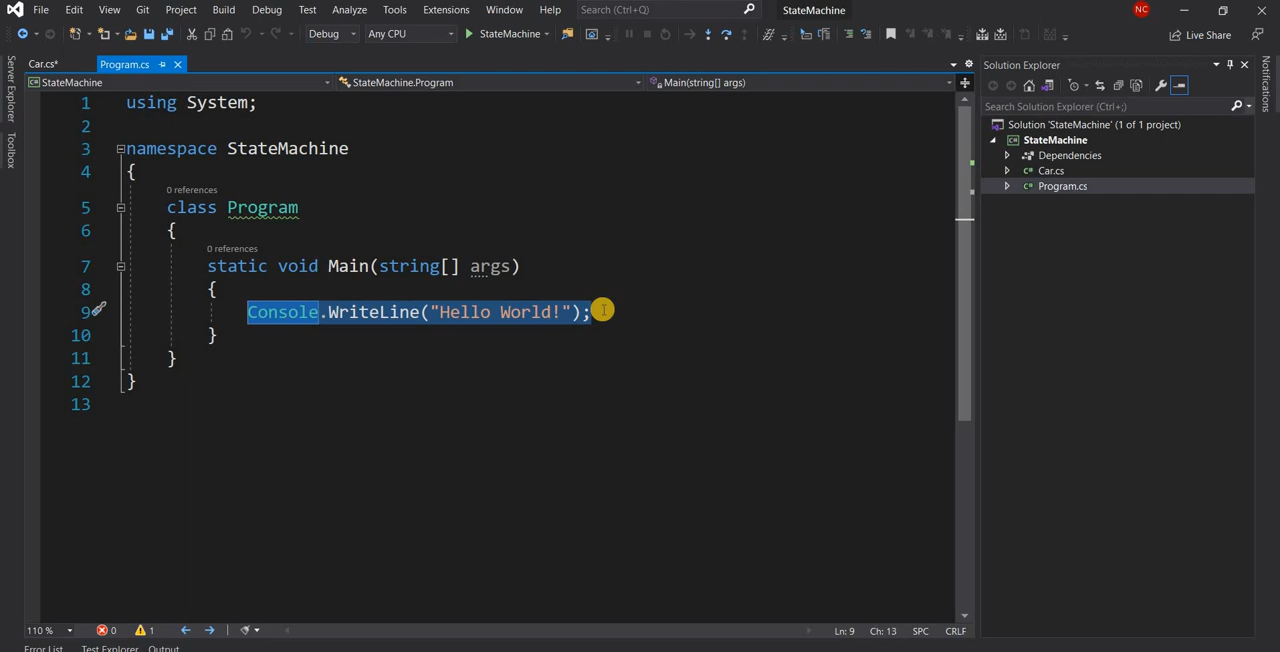 File Edit View Git Project Build Debug Test Analyze Tools Extensions Window Help Search (Ctrl+Q) StateMachine NC
Debug Any CPU StateMachine Live Share
Car.cs* Program.cs
StateMachine StateMachine.Program Main(string[] args)
1 using System;
2
3 namespace StateMachine
4 {
0 references
5 class Program
6 {
0 references
7 static void Main(string[] args)
8 {
9 Console.WriteLine("Hello World!");
10 }
11 }
12 }
13
110 % 0 1 Ln: 9 Ch: 13 SPC CRLF
Error List Test Explorer Output
Server Explorer
Toolbox
Solution Explorer
Search Solution Explorer (Ctrl+;)
Solution 'StateMachine' (1 of 1 project)
StateMachine
Dependencies
C# Car.cs
C# Program.cs
Notifications